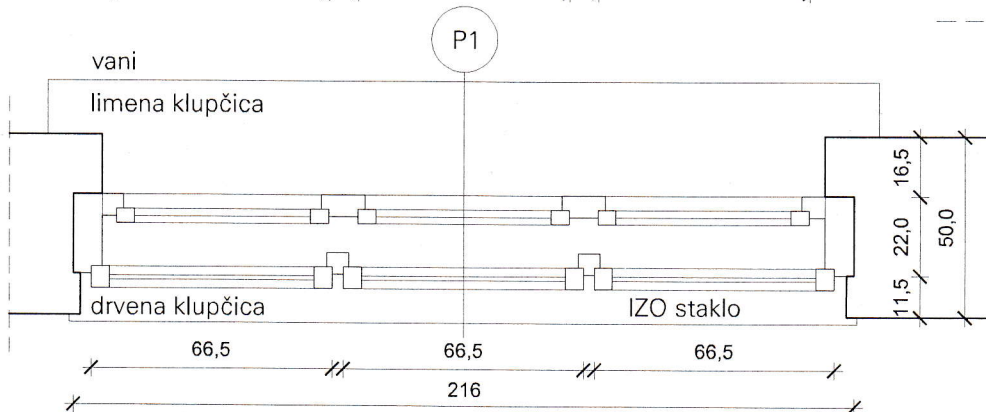 P1
vani
limena klupčica
16,5
22,0
50,0
11,5
drvena klupčica
IZO staklo
66,5
66,5
66,5
216